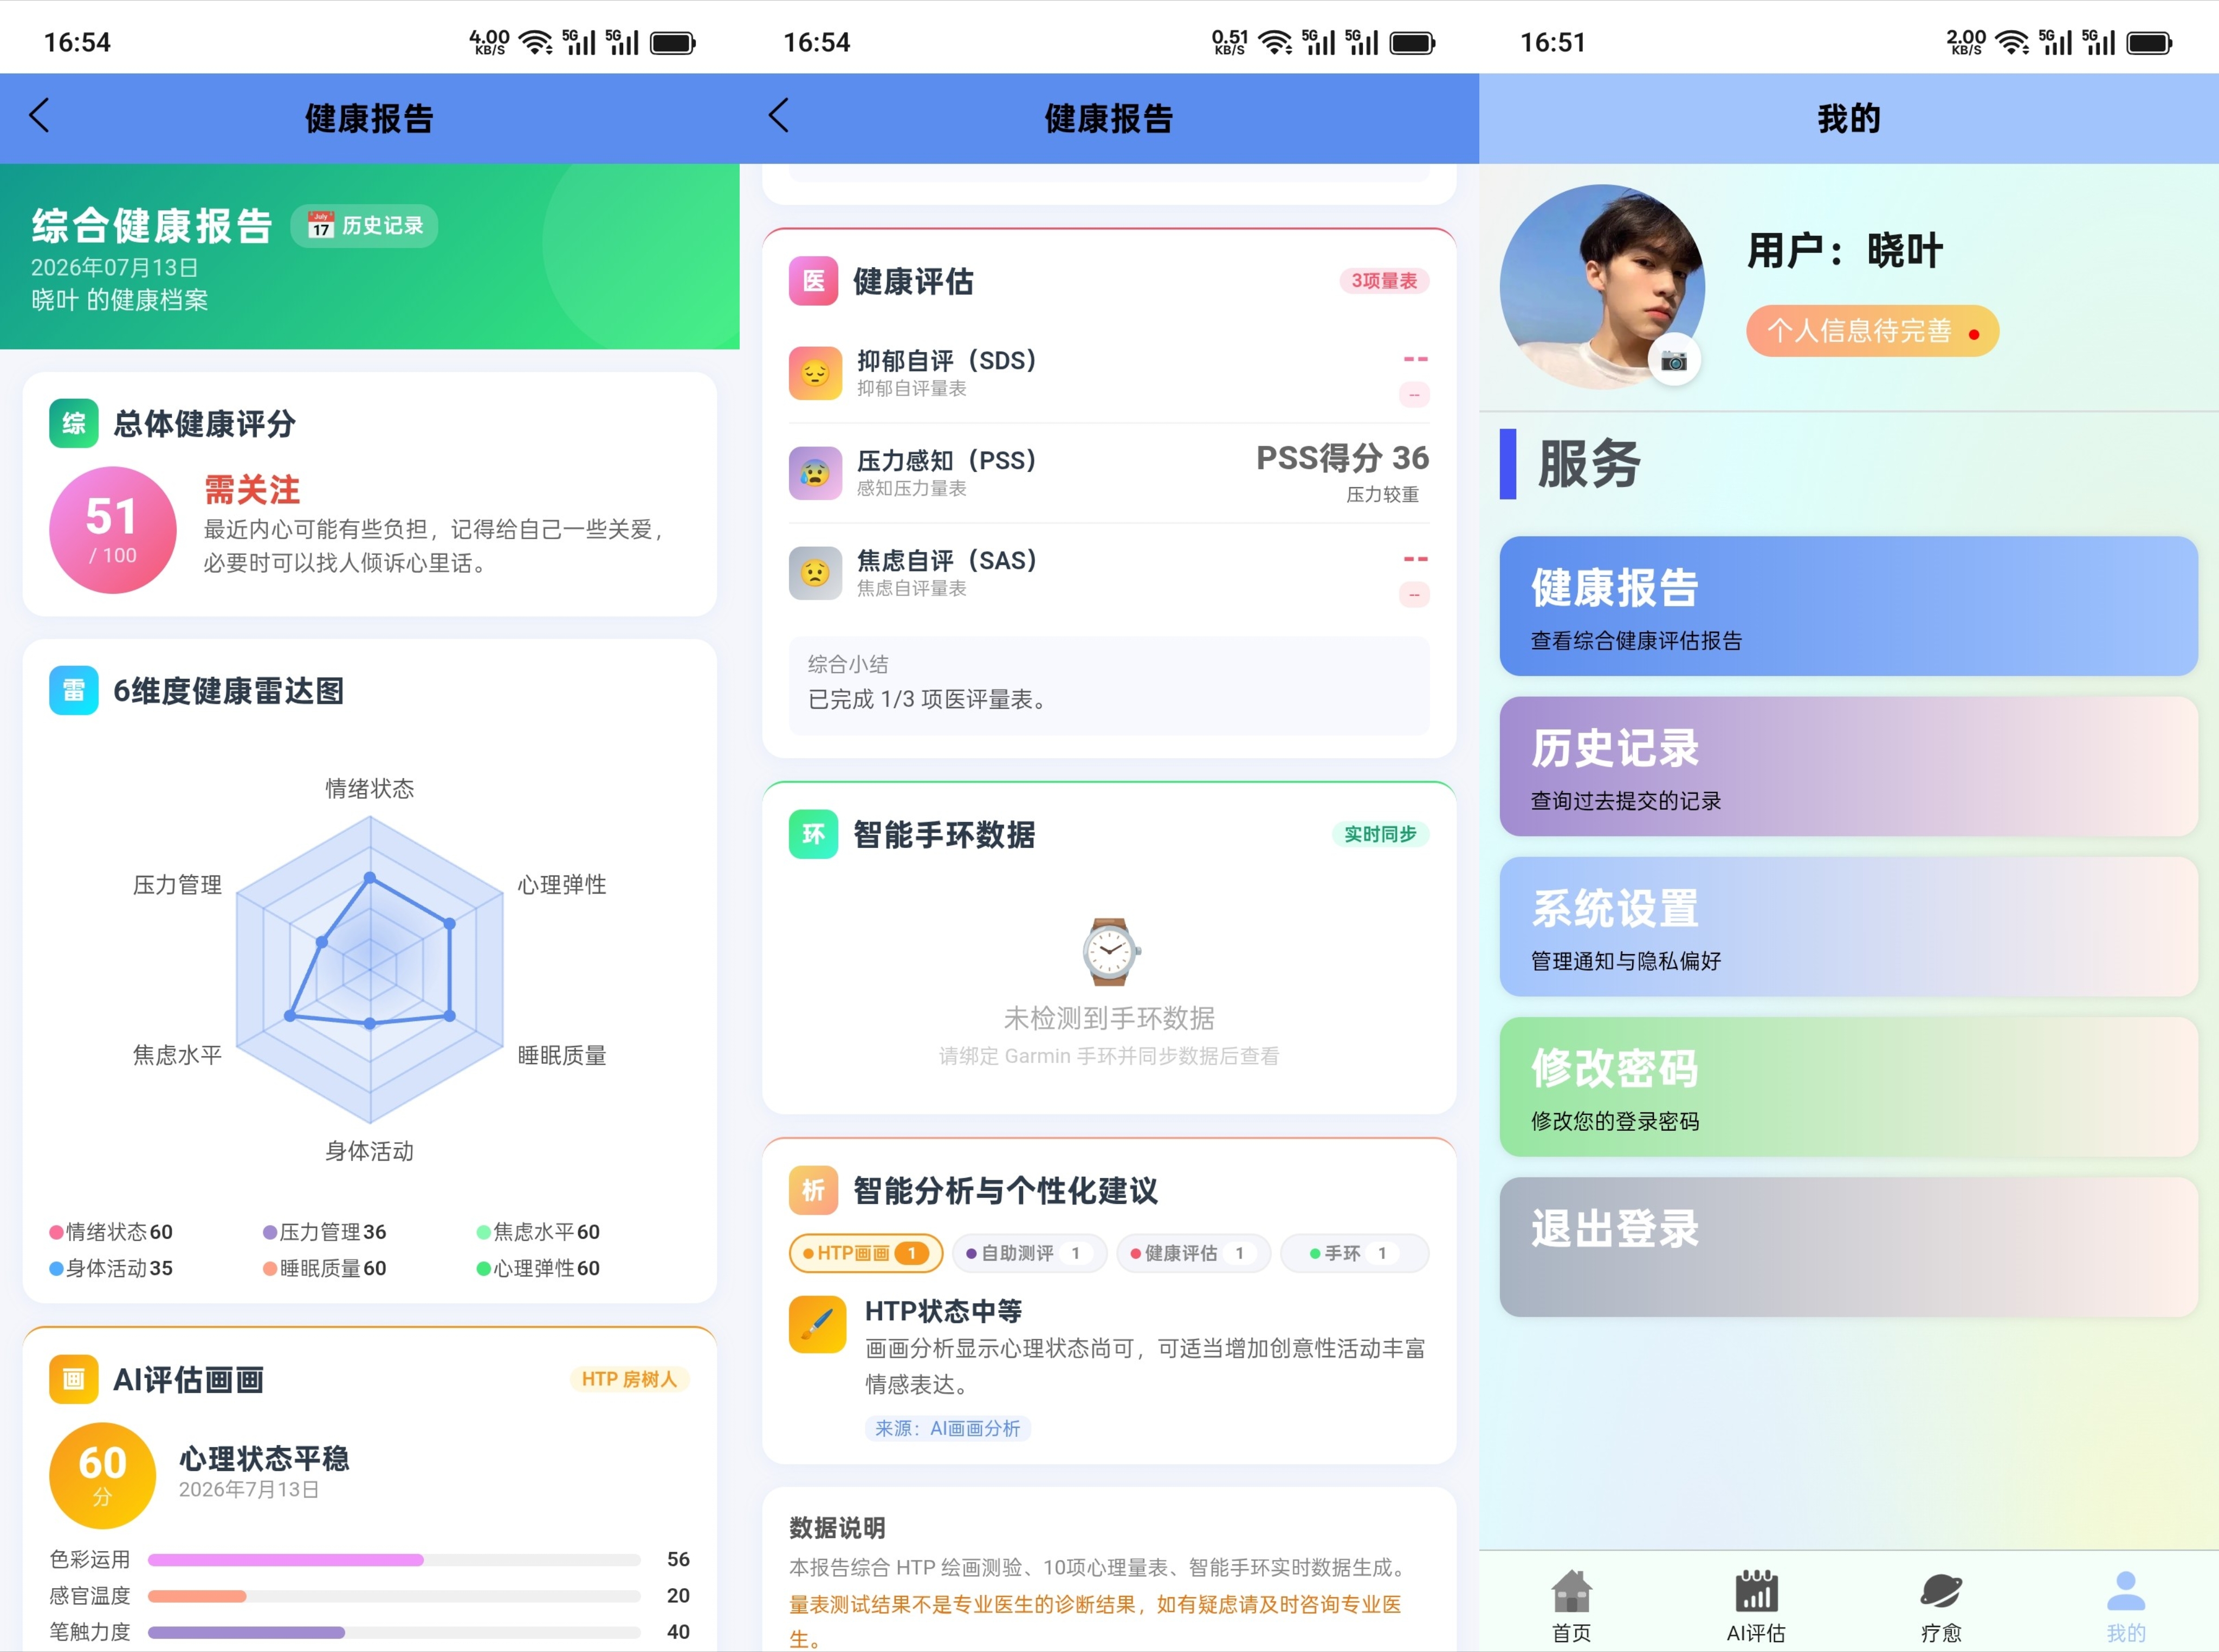 16:54
4.00 KB/S 5G 5G
健康报告
综合健康报告
July 17 历史记录
2026年07月13日
晓叶 的健康档案
综 总体健康评分
51
/ 100
需关注
最近内心可能有些负担，记得给自己一些关爱，
必要时可以找人倾诉心里话。
雷 6维度健康雷达图
情绪状态
压力管理
心理弹性
焦虑水平
睡眠质量
身体活动
情绪状态60 压力管理36 焦虑水平60
身体活动35 睡眠质量60 心理弹性60
画 AI评估画画 HTP 房树人
60
分
心理状态平稳
2026年7月13日
色彩运用 56
感官温度 20
笔触力度 40
16:54
0.51 KB/S 5G 5G
健康报告
医 健康评估 3项量表
抑郁自评（SDS） --
抑郁自评量表 --
压力感知（PSS） PSS得分 36
感知压力量表 压力较重
焦虑自评（SAS） --
焦虑自评量表 --
综合小结
已完成 1/3 项医评量表。
环 智能手环数据 实时同步
未检测到手环数据
请绑定 Garmin 手环并同步数据后查看
析 智能分析与个性化建议
HTP画画 1 自助测评 1 健康评估 1 手环 1
HTP状态中等
画画分析显示心理状态尚可，可适当增加创意性活动丰富
情感表达。
来源：AI画画分析
数据说明
本报告综合 HTP 绘画测验、10项心理量表、智能手环实时数据生成。
量表测试结果不是专业医生的诊断结果，如有疑虑请及时咨询专业医
生。
16:51
2.00 KB/S 5G 5G
我的
用户：晓叶
个人信息待完善
服务
健康报告
查看综合健康评估报告
历史记录
查询过去提交的记录
系统设置
管理通知与隐私偏好
修改密码
修改您的登录密码
退出登录
首页 AI评估 疗愈 我的